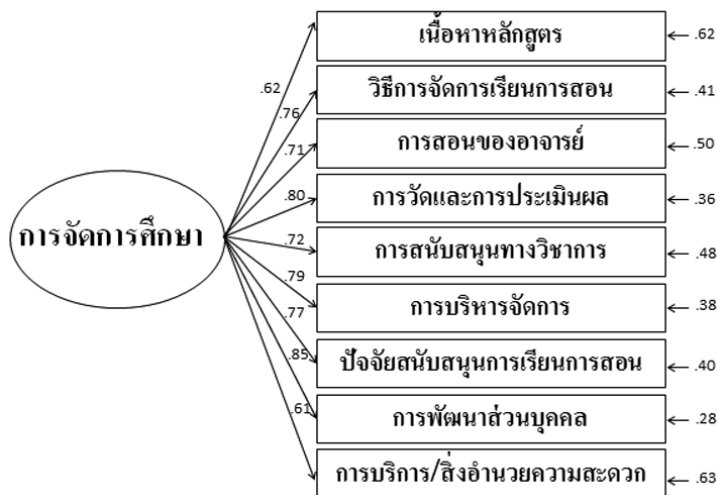 เนื้อหาหลักสูตร
.62
.62
วิธีการจัดการเรียนการสอน
.41
.76
การสอนของอาจารย์
.50
.71
การวัดและการประเมินผล
.36
.80
การจัดการศึกษา
การสนับสนุนทางวิชาการ
.48
.72
การบริหารจัดการ
.38
.79
.77
ปัจจัยสนับสนุนการเรียนการสอน
.40
.85
การพัฒนาส่วนบุคคล
.28
.61
การบริการ/สิ่งอำนวยความสะดวก
.63